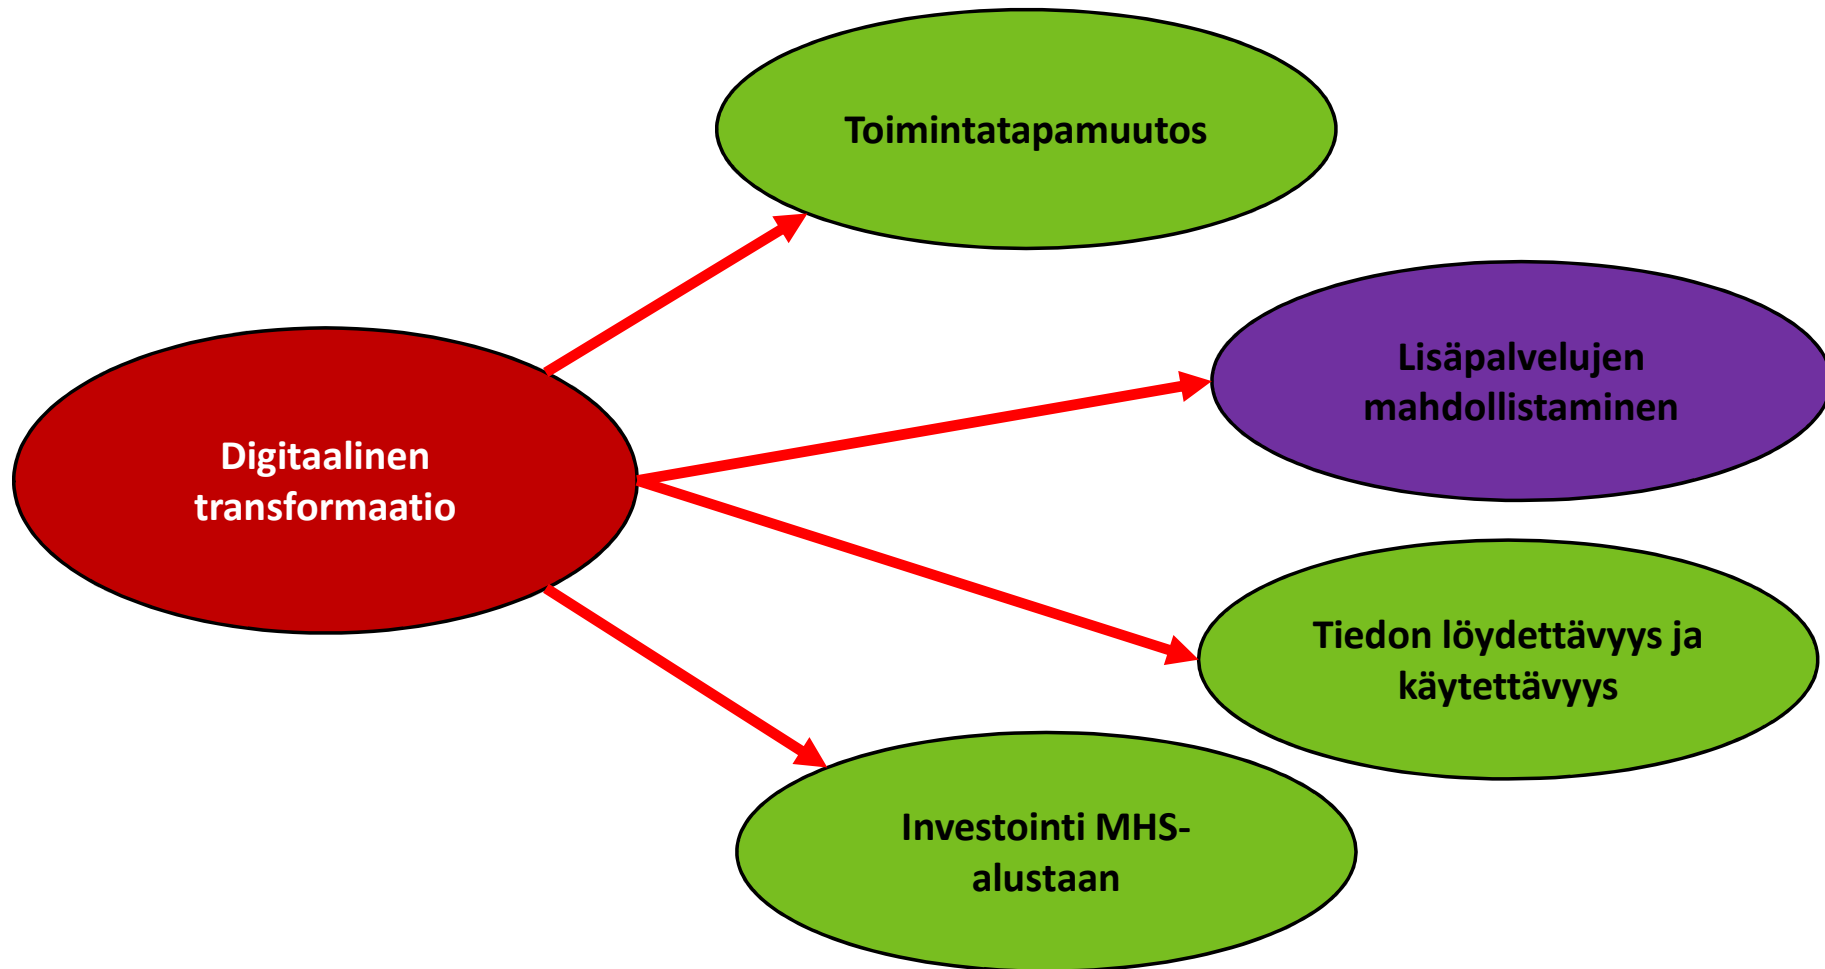 Toimintatapamuutos
Lisäpalvelujen
mahdollistaminen
Digitaalinen
transformaatio
Tiedon löydettävyys ja
käytettävyys
Investointi MHS-
alustaan